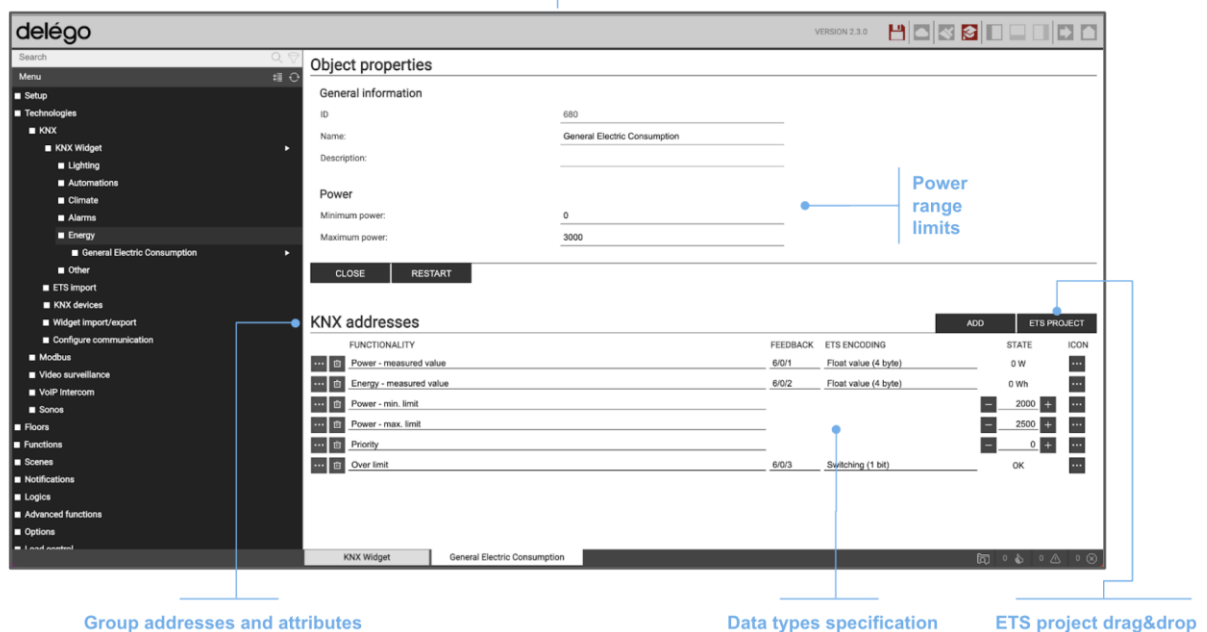 delégo
VERSION 2.3.0
Search
Menu
Setup
Technologies
KNX
KNX Widget
Lighting
Automations
Climate
Alarms
Energy
General Electric Consumption
Other
ETS import
KNX devices
Widget import/export
Configure communication
Modbus
Video surveillance
VoIP Intercom
Sonos
Floors
Functions
Scenes
Notifications
Logics
Advanced functions
Options
Load control
Object properties
General information
ID 680
Name: General Electric Consumption
Description:
Power
Minimum power: 0
Maximum power: 3000
Power
range
limits
CLOSE RESTART
KNX addresses ADD ETS PROJECT
FUNCTIONALITY FEEDBACK ETS ENCODING STATE ICON
Power - measured value 6/0/1 Float value (4 byte) 0 W
Energy - measured value 6/0/2 Float value (4 byte) 0 Wh
Power - min. limit − 2000 +
Power - max. limit − 2500 +
Priority − 0 +
Over limit 6/0/3 Switching (1 bit) OK
KNX Widget General Electric Consumption 0 0 0
Group addresses and attributes Data types specification ETS project drag&drop